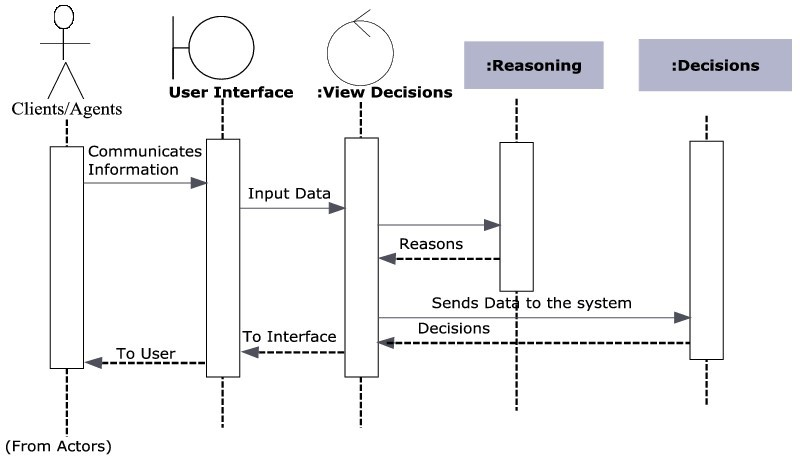 Clients/Agents
User Interface
:View Decisions
:Reasoning
:Decisions
Communicates
Information
Input Data
Reasons
Sends Data to the system
Decisions
To Interface
To User
(From Actors)